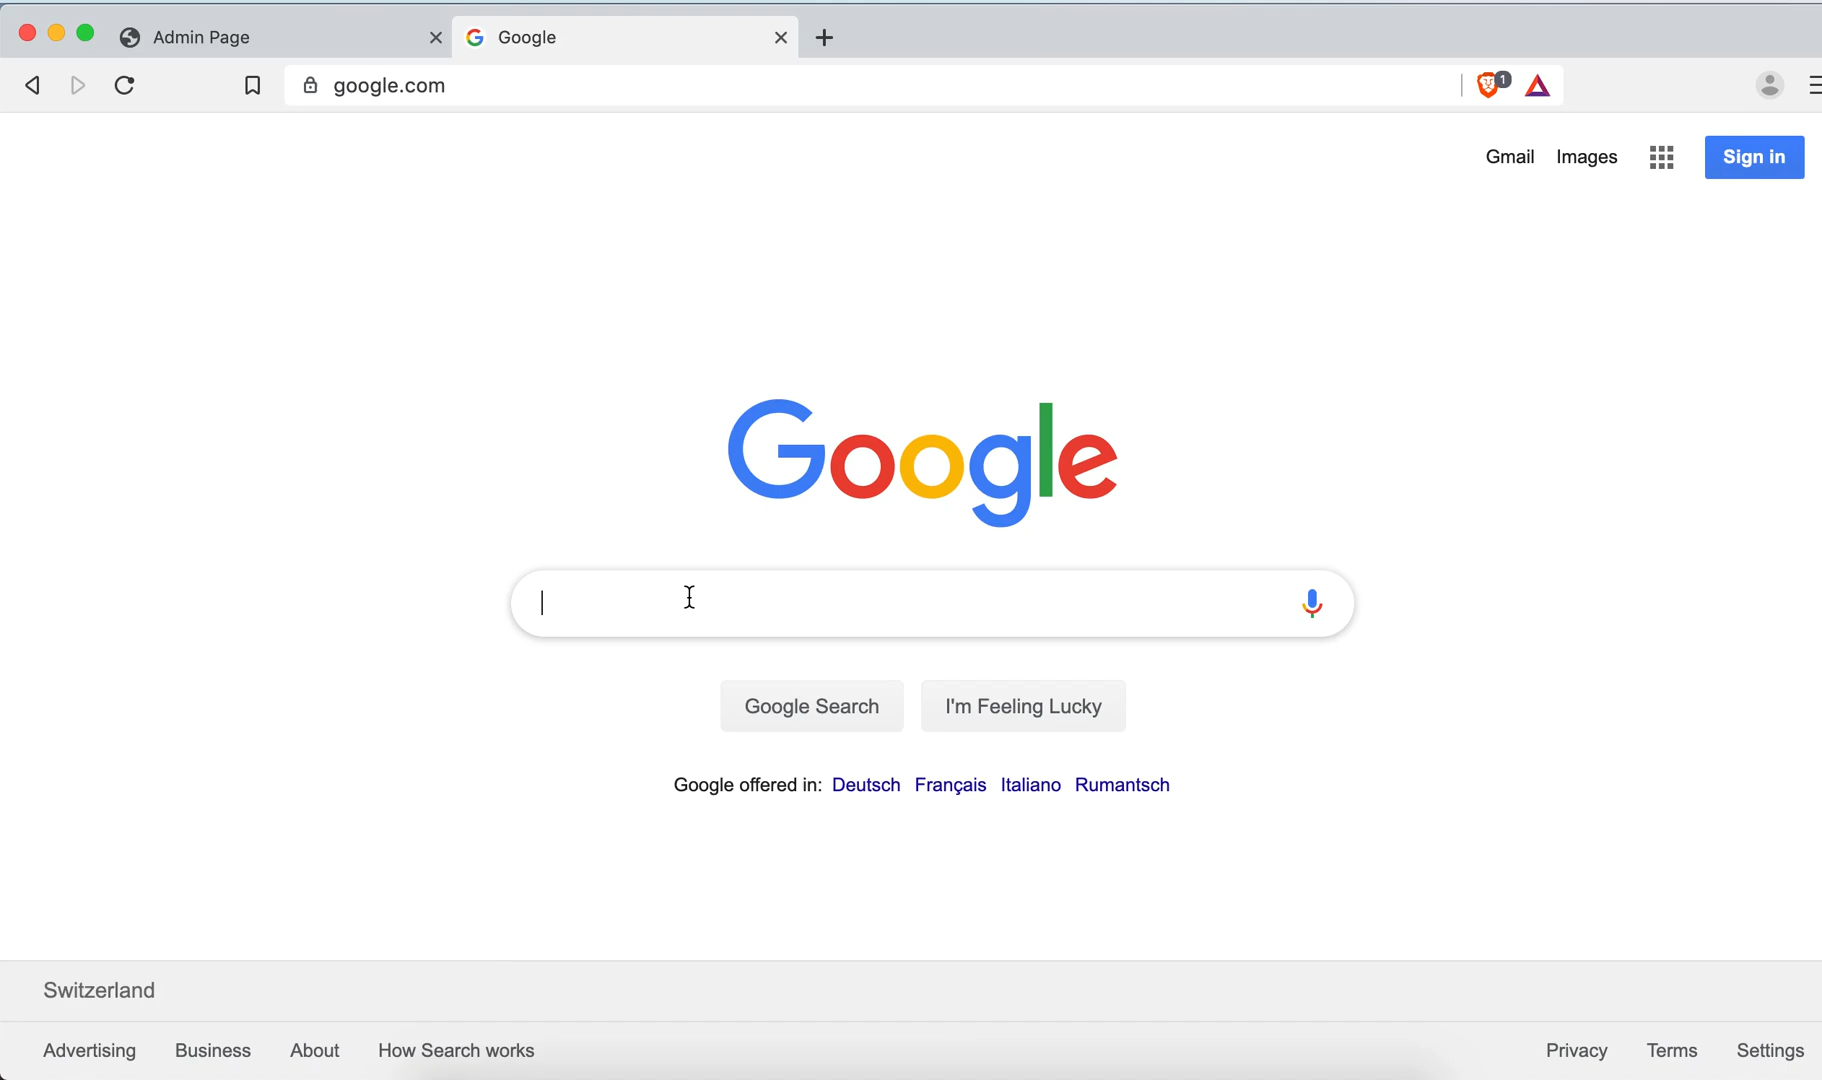 Admin Page
Google
google.com
1
Gmail Images Sign in
Google
Google Search I'm Feeling Lucky
Google offered in: Deutsch Français Italiano Rumantsch
Switzerland
Advertising Business About How Search works Privacy Terms Settings